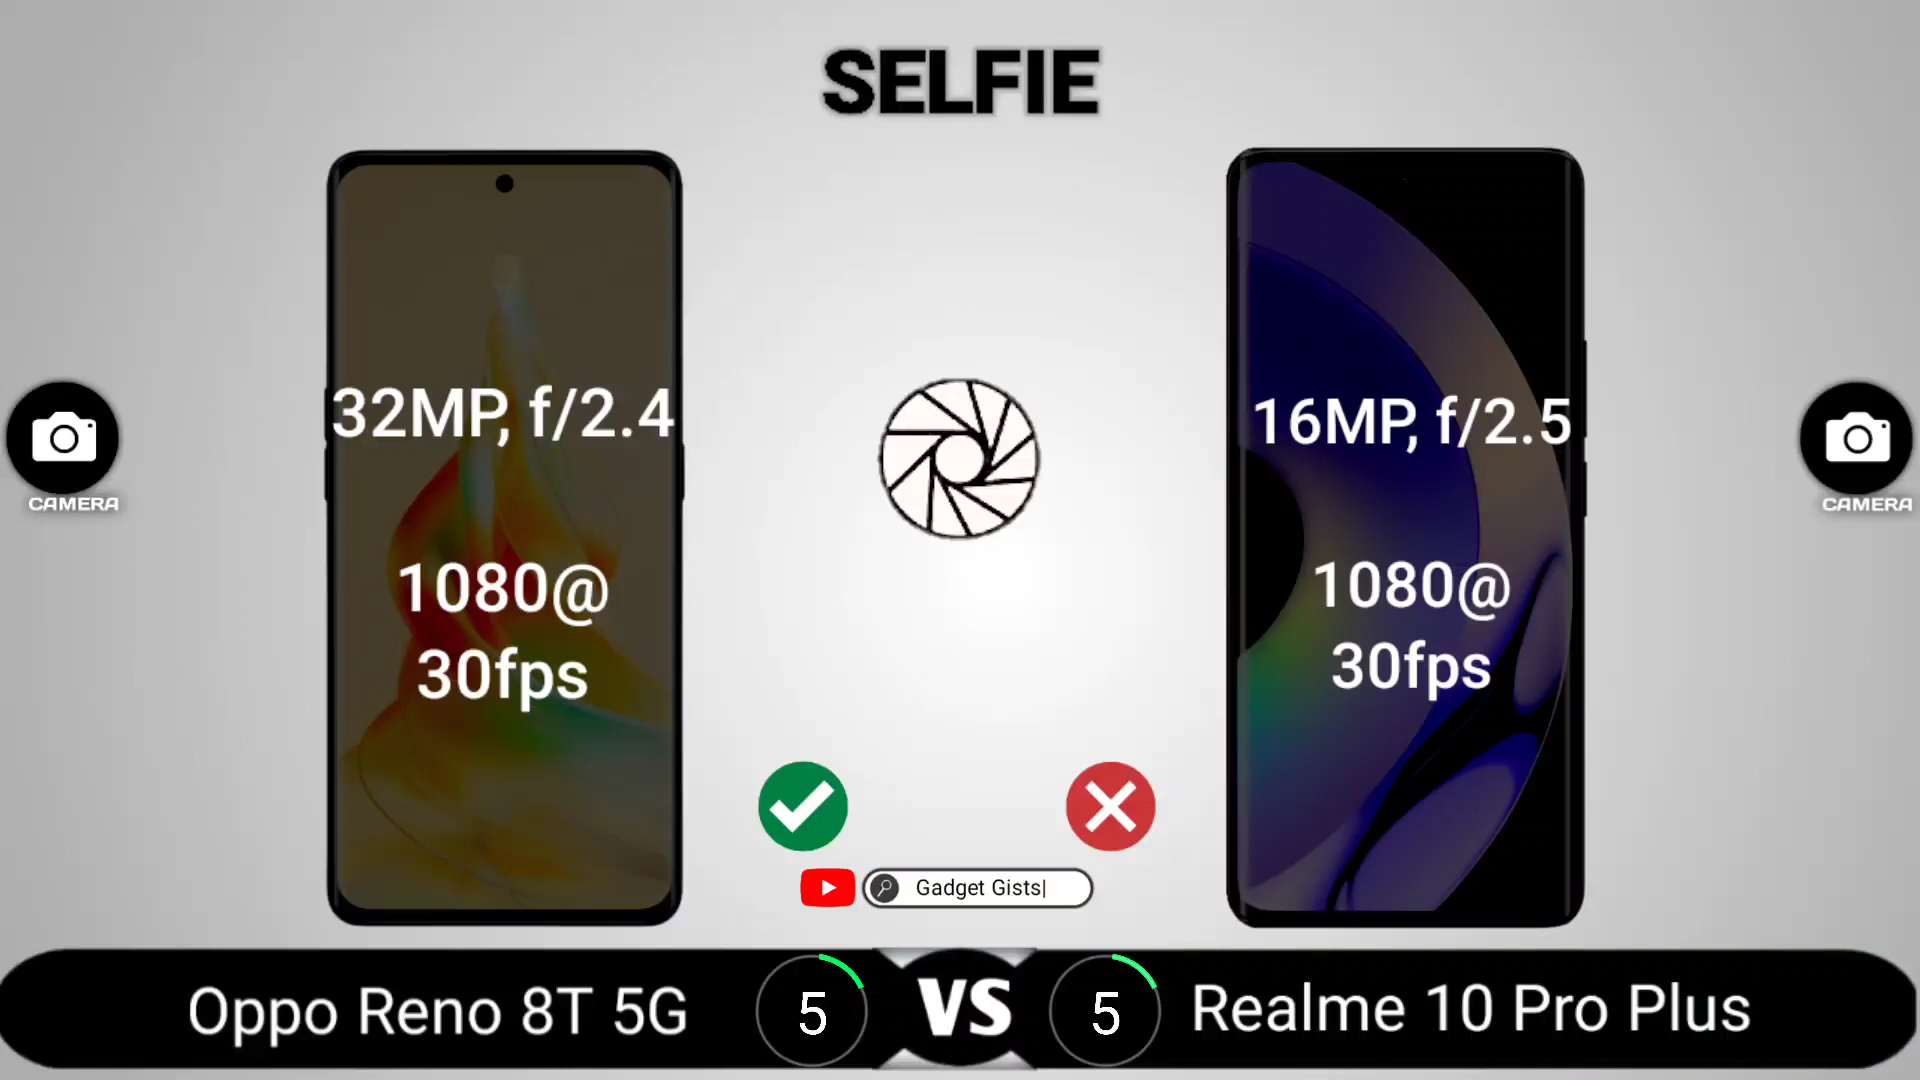 SELFIE
32MP, f/2.4
1080@
30fps
16MP, f/2.5
1080@
30fps
CAMERA
CAMERA
Gadget Gists|
Oppo Reno 8T 5G
5
VS
5
Realme 10 Pro Plus